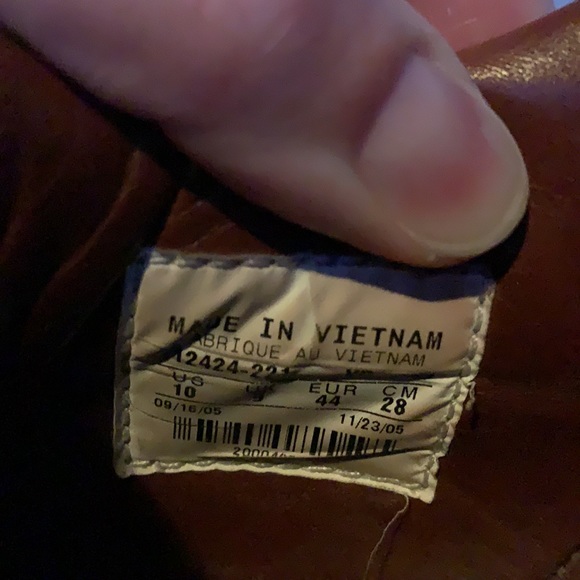 MADE IN VIETNAM
FABRIQUE AU VIETNAM
US EUR CM
10 44 28
09/16/05 11/23/05